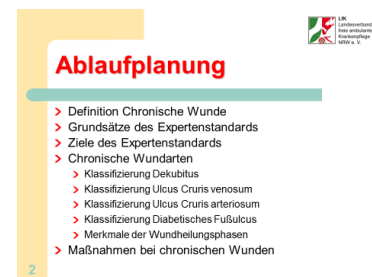 LfK
Landesverband
freie ambulante
Krankenpflege
NRW e. V.
Ablaufplanung
Definition Chronische Wunde
Grundsätze des Expertenstandards
Ziele des Expertenstandards
Chronische Wundarten
Klassifizierung Dekubitus
Klassifizierung Ulcus Cruris venosum
Klassifizierung Ulcus Cruris arteriosum
Klassifizierung Diabetisches Fußulcus
Merkmale der Wundheilungsphasen
Maßnahmen bei chronischen Wunden
2